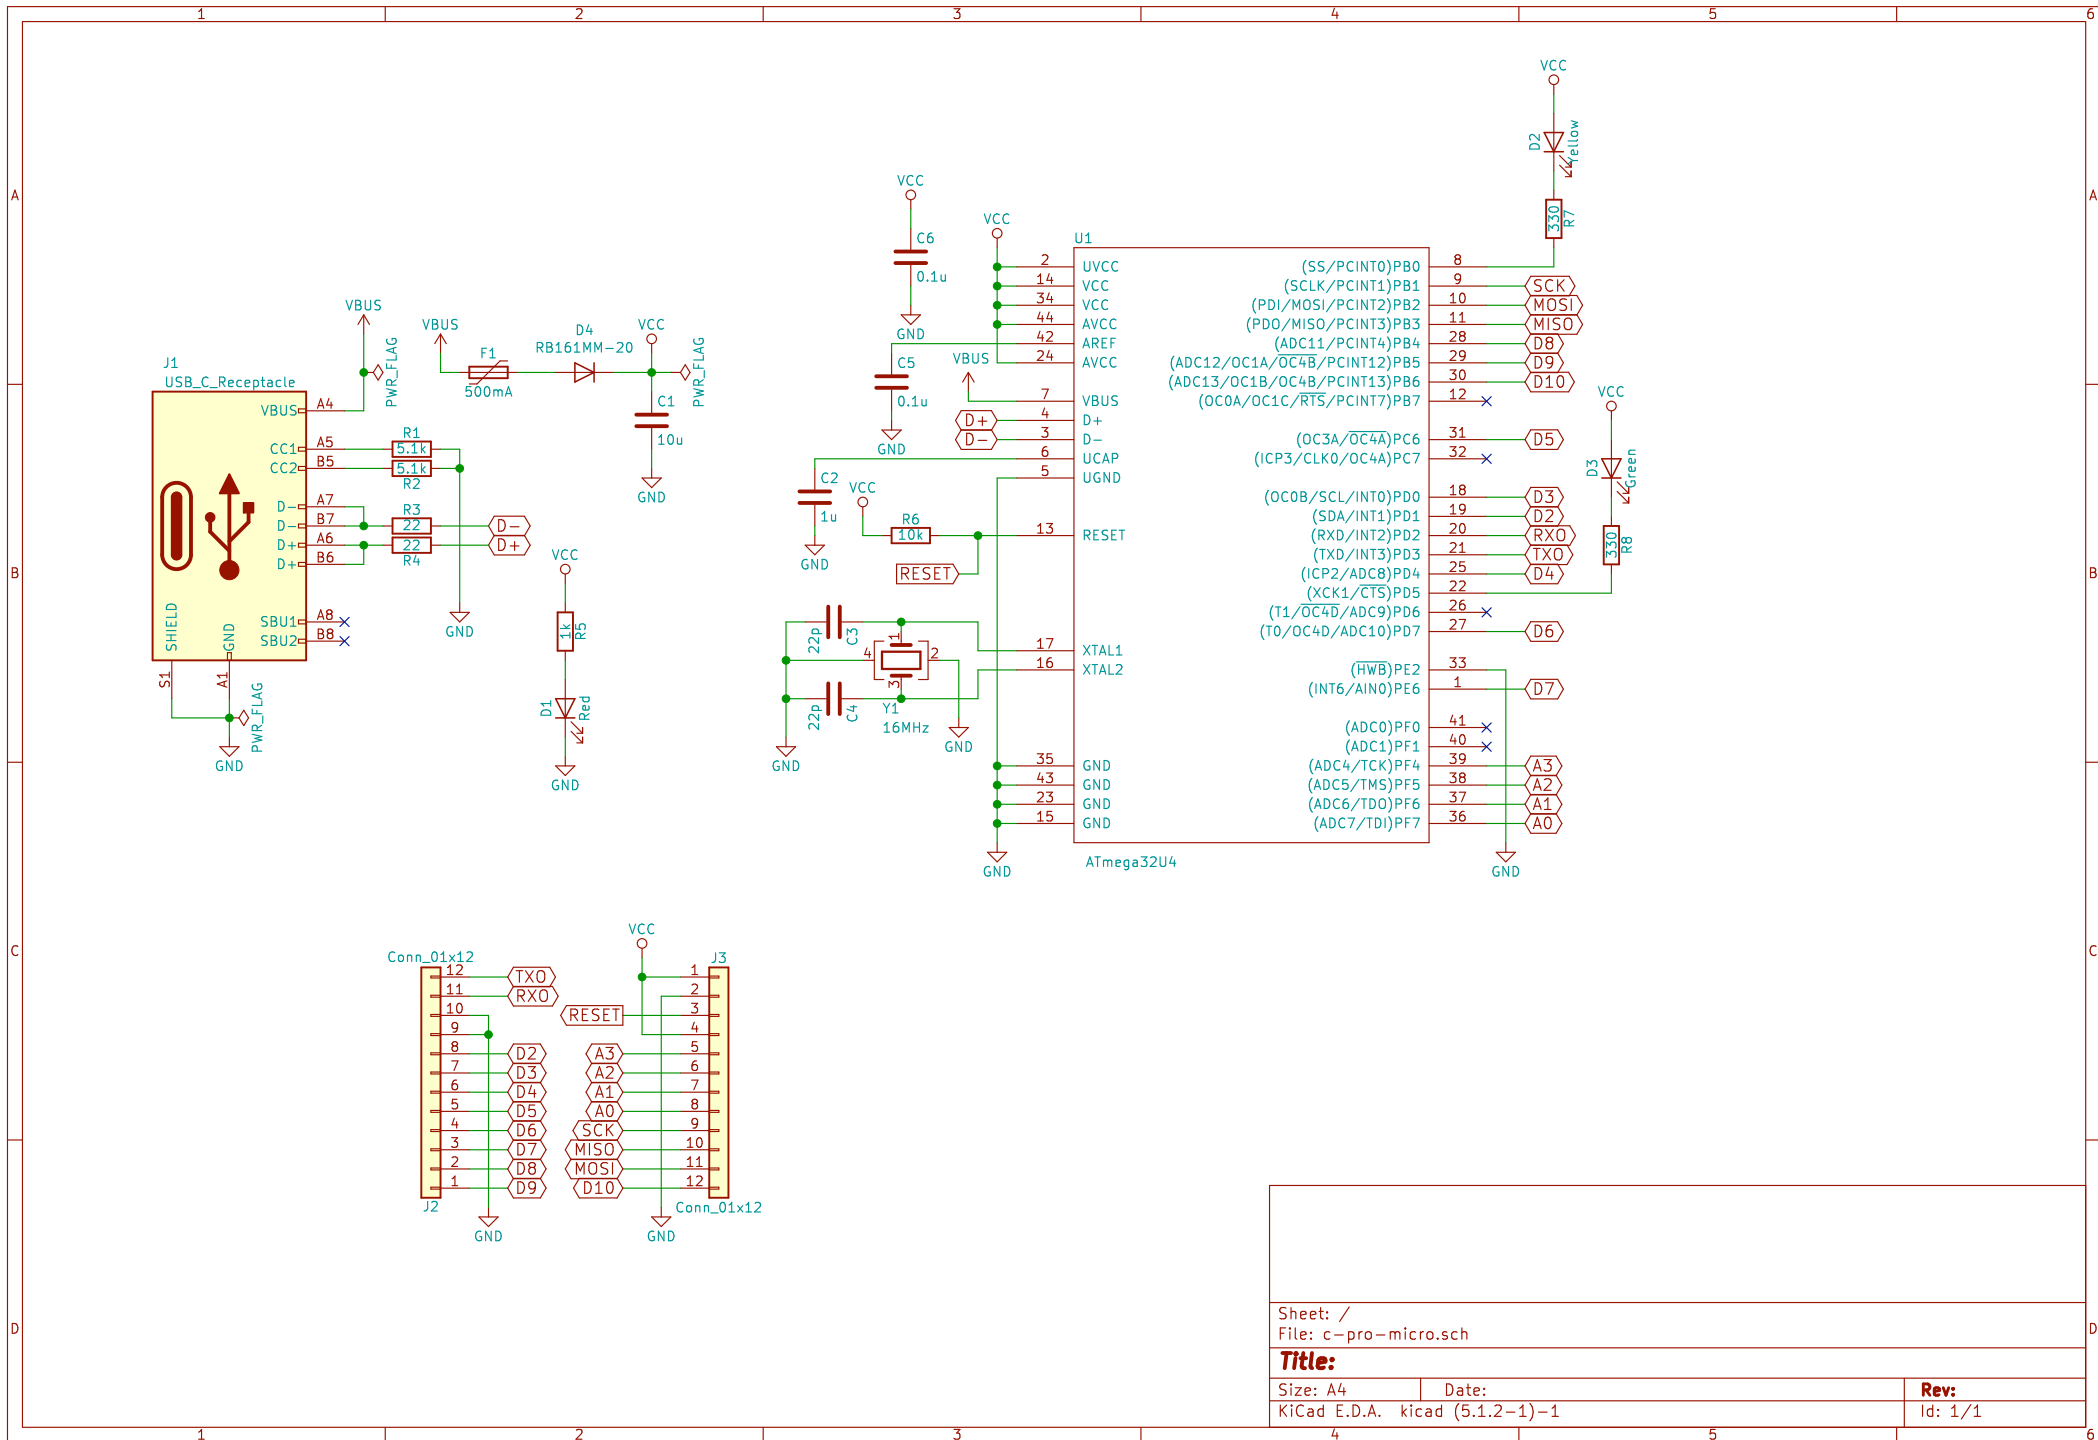 1 2 3 4 5 6
A
B
C
D
A
B
C
D
1 2 3 4 5 6
J1
USB_C_Receptacle
VBUS A4
CC1 A5
CC2 B5
D- A7
D- B7
D+ A6
D+ B6
SBU1 A8
SBU2 B8
SHIELD
GND
S1
A1
PWR_FLAG
GND
VBUS
PWR_FLAG
R1
5.1k
5.1k
R2
R3
22
22
R4
D-
D+
GND
VBUS
F1
500mA
D4
RB161MM-20
VCC
PWR_FLAG
C1
10u
GND
VCC
1k
R5
D1
Red
GND
VCC
C6
0.1u
GND
VCC
C5
0.1u
GND
VBUS
D+
D-
C2
1u
GND
VCC
R6
10k
RESET
22p
C3
22p
C4
4
1
2
3
Y1
16MHz
GND
GND
U1
2 UVCC
14 VCC
34 VCC
44 AVCC
42 AREF
24 AVCC
7 VBUS
4 D+
3 D-
6 UCAP
5 UGND
13 RESET
17 XTAL1
16 XTAL2
35 GND
43 GND
23 GND
15 GND
GND
ATmega32U4
(SS/PCINT0)PB0 8
(SCLK/PCINT1)PB1 9 SCK
(PDI/MOSI/PCINT2)PB2 10 MOSI
(PDO/MISO/PCINT3)PB3 11 MISO
(ADC11/PCINT4)PB4 28 D8
(ADC12/OC1A/OC4B/PCINT12)PB5 29 D9
(ADC13/OC1B/OC4B/PCINT13)PB6 30 D10
(OC0A/OC1C/RTS/PCINT7)PB7 12
(OC3A/OC4A)PC6 31 D5
(ICP3/CLK0/OC4A)PC7 32
(OC0B/SCL/INT0)PD0 18 D3
(SDA/INT1)PD1 19 D2
(RXD/INT2)PD2 20 RXO
(TXD/INT3)PD3 21 TXO
(ICP2/ADC8)PD4 25 D4
(XCK1/CTS)PD5 22
(T1/OC4D/ADC9)PD6 26
(T0/OC4D/ADC10)PD7 27 D6
(HWB)PE2 33
(INT6/AIN0)PE6 1 D7
(ADC0)PF0 41
(ADC1)PF1 40
(ADC4/TCK)PF4 39 A3
(ADC5/TMS)PF5 38 A2
(ADC6/TDO)PF6 37 A1
(ADC7/TDI)PF7 36 A0
GND
VCC
D2
Yellow
330
R7
VCC
D3
Green
330
R8
Conn_01x12
12 TXO
11 RXO
10
9
8 D2
7 D3
6 D4
5 D5
4 D6
3 D7
2 D8
1 D9
J2
GND
VCC
J3
1
2
RESET 3
4
A3 5
A2 6
A1 7
A0 8
SCK 9
MISO 10
MOSI 11
D10 12
Conn_01x12
GND
Sheet: /
File: c-pro-micro.sch
Title:
Size: A4 Date: Rev:
KiCad E.D.A. kicad (5.1.2-1)-1 Id: 1/1